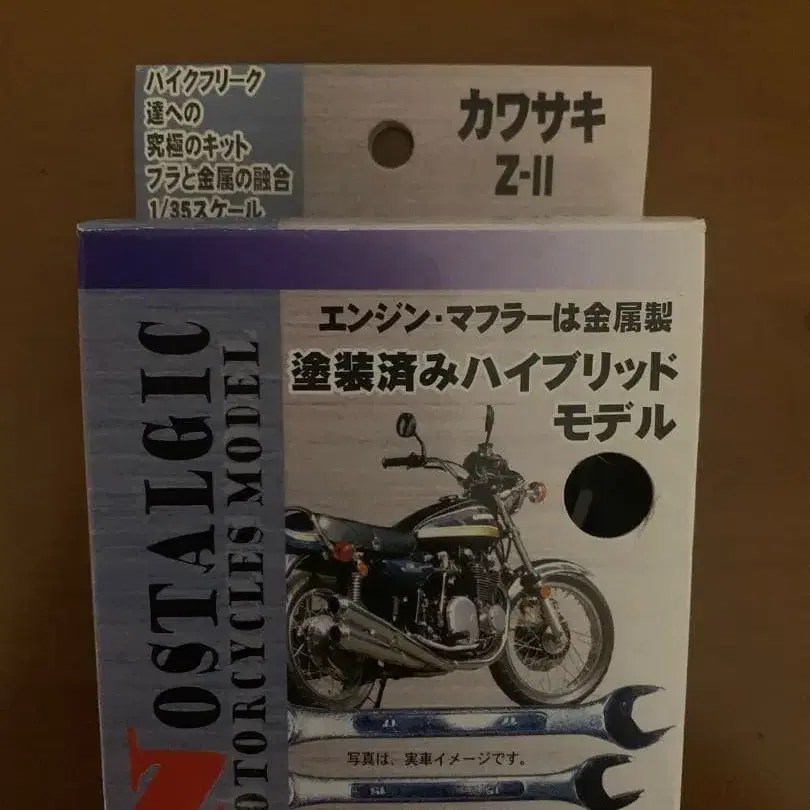 バイクフリーク
達への
究極のキット
プラと金属の融合
1/35スケール
カワサキ
Z-II
エンジン・マフラーは金属製
塗装済みハイブリッド
モデル
NOSTALGIC
MOTORCYCLES MODEL
写真は、実車イメージです。